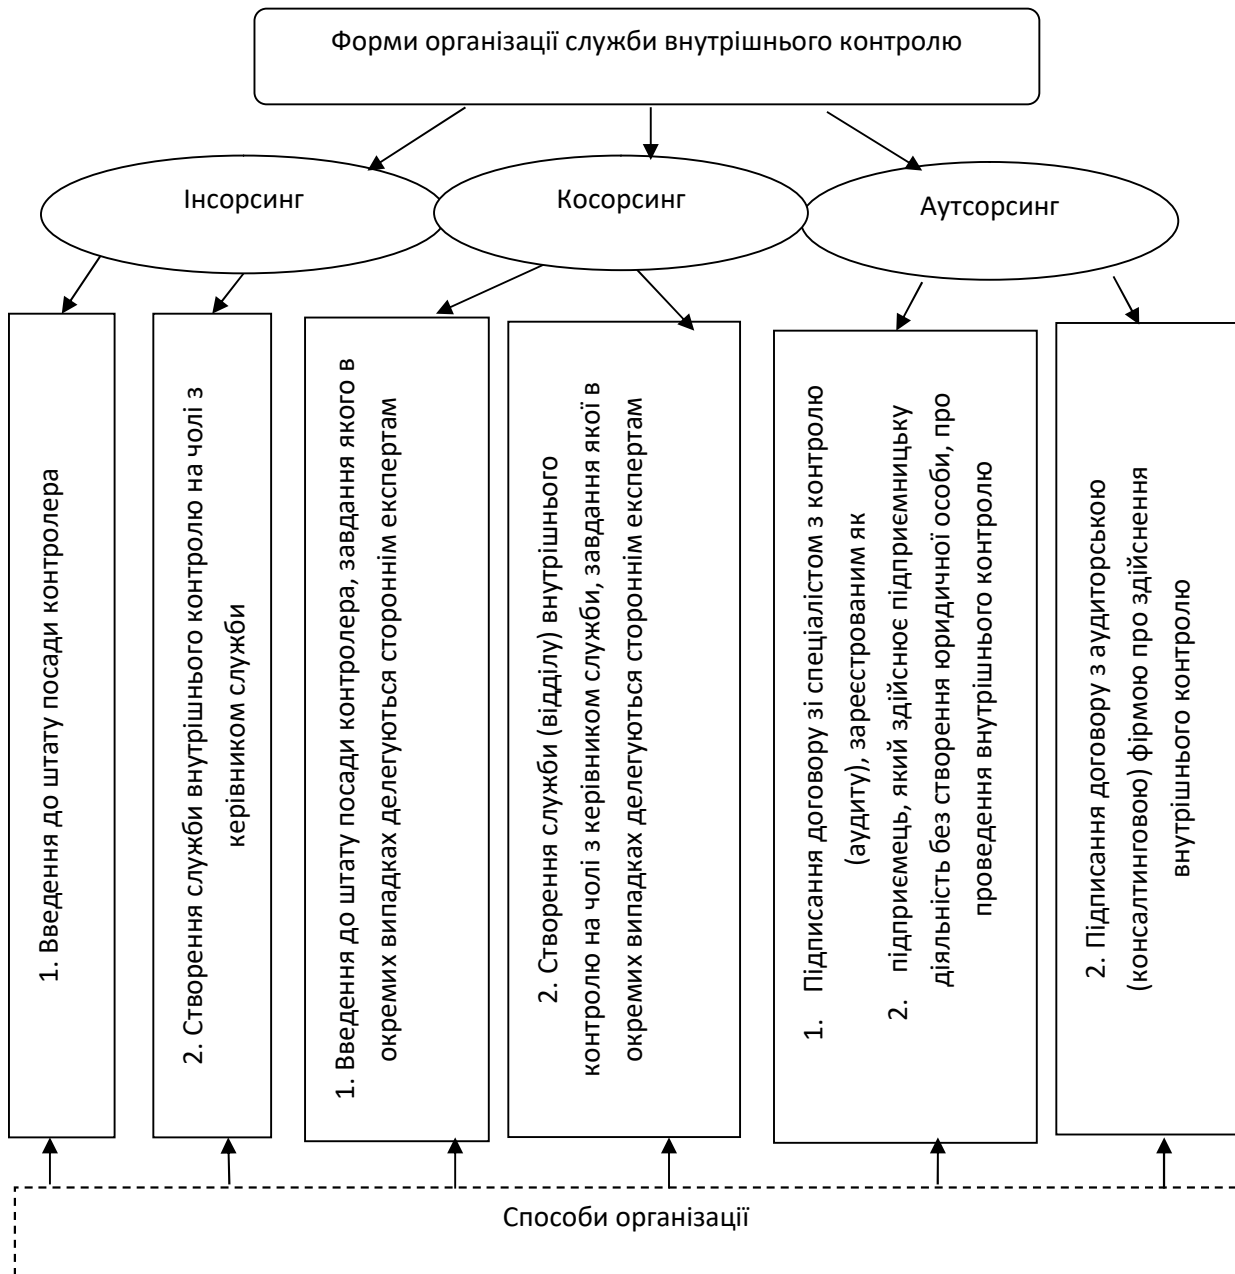 Форми організації служби внутрішнього контролю
Інсорсинг
Косорсинг
Аутсорсинг
1. Введення до штату посади контролера
2. Створення служби внутрішнього контролю на чолі з
керівником служби
1. Введення до штату посади контролера, завдання якого в
окремих випадках делегуються стороннім експертам
2. Створення служби (відділу) внутрішнього
контролю на чолі з керівником служби, завдання якої в
окремих випадках делегуються стороннім експертам
1. Підписання договору зі спеціалістом з контролю
(аудиту), зареєстрованим як
2. підприємець, який здійснює підприємницьку
діяльність без створення юридичної особи, про
проведення внутрішнього контролю
2. Підписання договору з аудиторською
(консалтинговою) фірмою про здійснення
внутрішнього контролю
Способи організації